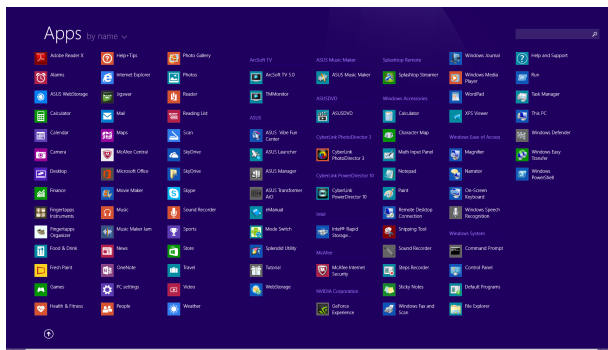 Apps by name
Adobe Reader X
Alarms
ASUS WebStorage
Calculator
Calendar
Camera
Desktop
Finance
Fingertapps
Instruments
Fingertapps
Organizer
Food & Drink
Fresh Paint
Games
Health & Fitness
Help+Tips
Internet Explorer
Jigswar
Mail
Maps
McAfee Central
Microsoft Office
Movie Maker
Music
Music Maker Jam
News
OneNote
PC settings
People
Photo Gallery
Photos
Reader
Reading List
Scan
SkyDrive
SkyDrive
Skype
Sound Recorder
Sports
Store
Travel
Video
Weather
ArcSoft TV
ArcSoft TV 5.0
TMMonitor
ASUS
ASUS Vibe Fun
Center
ASUS Launcher
ASUS Manager
ASUS Transformer
AiO
eManual
Mode Switch
Splendid Utility
Tutorial
WebStorage
ASUS Music Maker
ASUS Music Maker
ASUSDVD
ASUSDVD
CyberLink PhotoDirector 3
CyberLink
PhotoDirector 3
CyberLink PowerDirector 10
CyberLink
PowerDirector 10
Intel
Intel® Rapid
Storage...
McAfee
McAfee Internet
Security
NVIDIA Corporation
GeForce
Experience
Splashtop Remote
Splashtop Streamer
Windows Accessories
Calculator
Character Map
Math Input Panel
Notepad
Paint
Remote Desktop
Connection
Snipping Tool
Sound Recorder
Steps Recorder
Sticky Notes
Windows Fax and
Scan
Windows Journal
Windows Media
Player
WordPad
XPS Viewer
Windows Ease of Access
Magnifier
Narrator
On-Screen
Keyboard
Windows Speech
Recognition
Windows System
Command Prompt
Control Panel
Default Programs
File Explorer
Help and Support
Run
Task Manager
This PC
Windows Defender
Windows Easy
Transfer
Windows
PowerShell